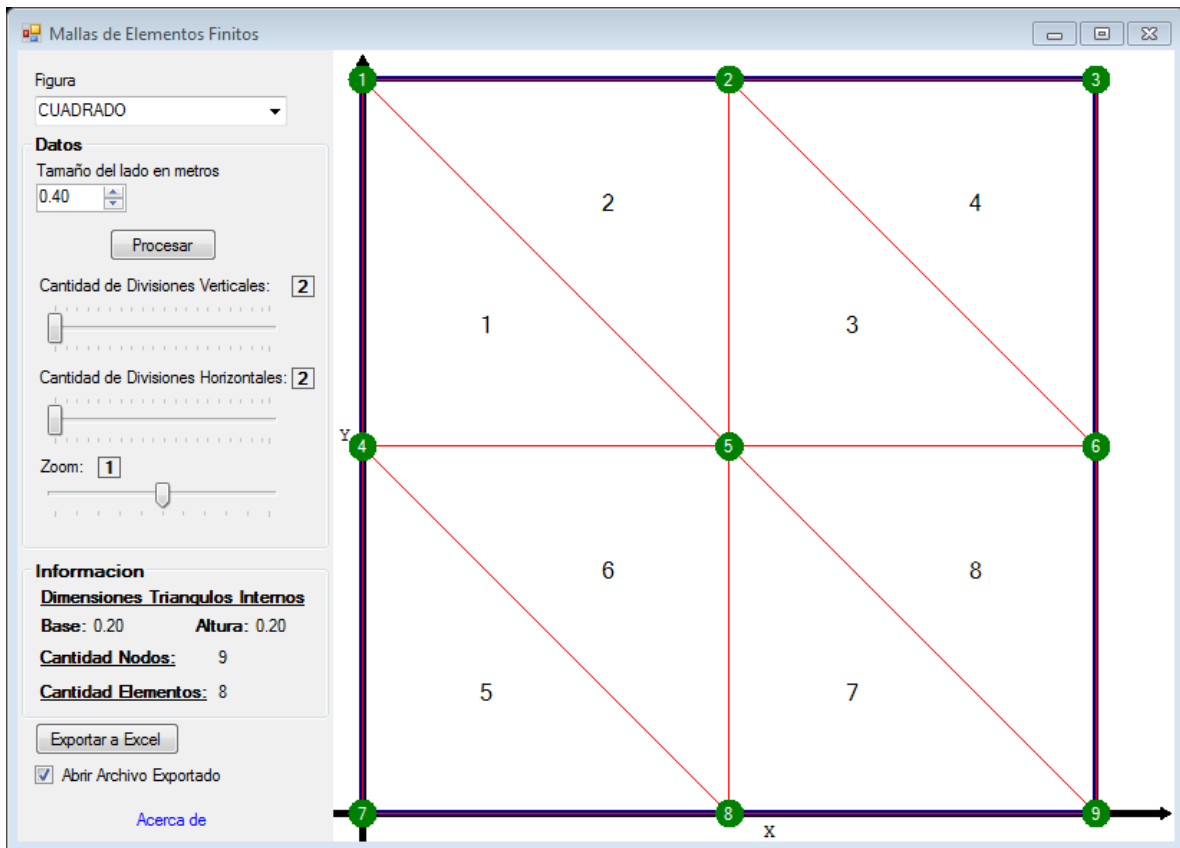 Mallas de Elementos Finitos
Figura
CUADRADO
Datos
Tamaño del lado en metros
0.40
Procesar
Cantidad de Divisiones Verticales: 2
Cantidad de Divisiones Horizontales: 2
Zoom: 1
Informacion
Dimensiones Triangulos Internos
Base: 0.20 Altura: 0.20
Cantidad Nodos: 9
Cantidad Elementos: 8
Exportar a Excel
Abrir Archivo Exportado
Acerca de
1 2 3
2 4
1 3
Y 4 5 6
6 8
5 7
7 8 9
X